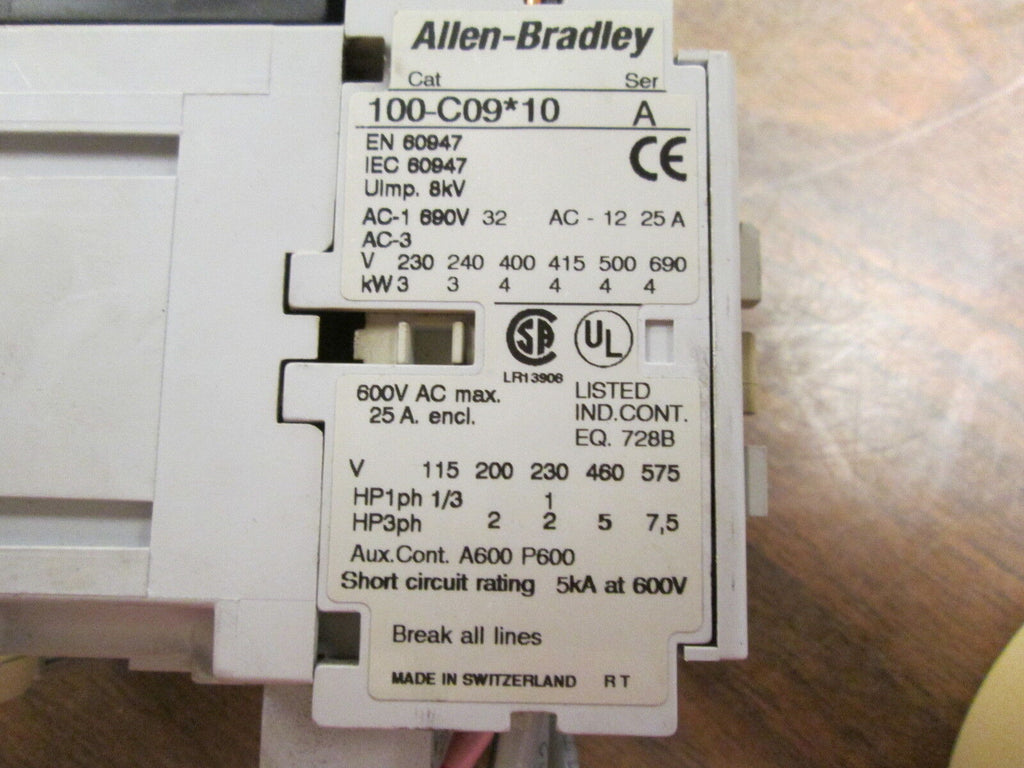 Allen-Bradley
Cat Ser
100-C09*10 A
EN 60947
IEC 60947
CE
UImp. 8kV
AC-1 690V 32 AC - 12 25 A
AC-3
V 230 240 400 415 500 690
kW 3 3 4 4 4 4
SA UL
LR13908
600V AC max.
25 A. encl.
LISTED
IND.CONT.
EQ. 728B
V 115 200 230 460 575
HP1ph 1/3 1
HP3ph 2 2 5 7,5
Aux.Cont. A600 P600
Short circuit rating 5kA at 600V
Break all lines
MADE IN SWITZERLAND R T